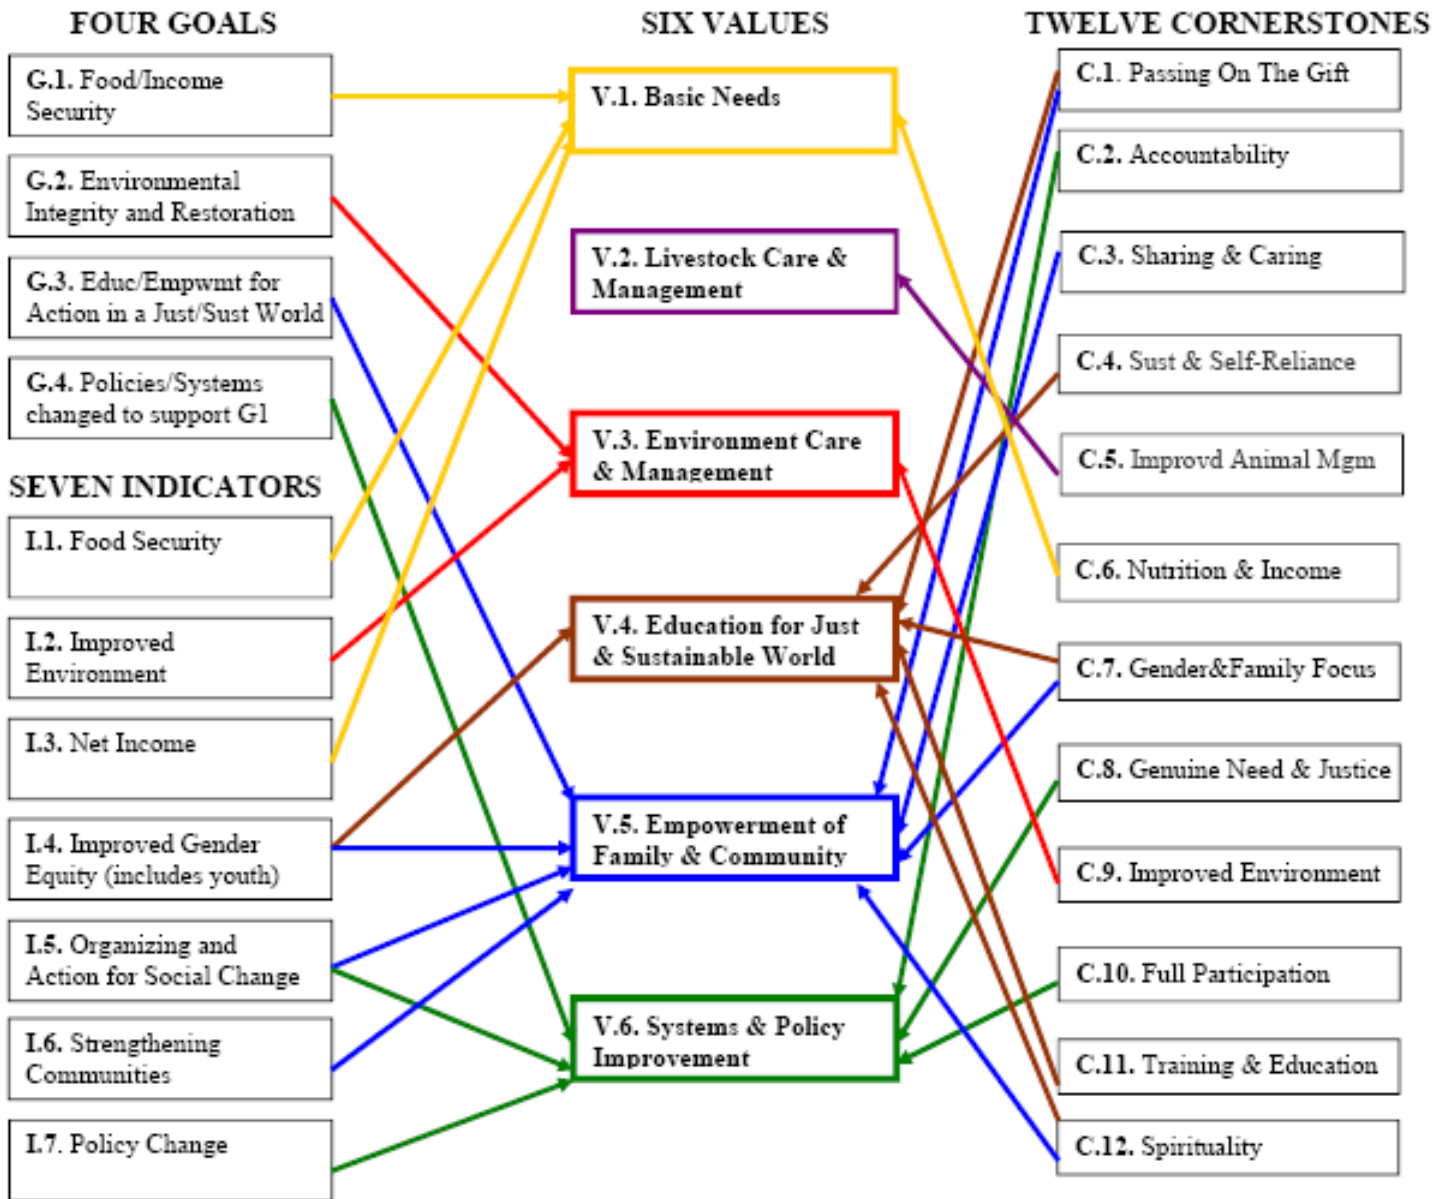 FOUR GOALS
G.1. Food/Income
Security
G.2. Environmental
Integrity and Restoration
G.3. Educ/Empwmt for
Action in a Just/Sust World
G.4. Policies/Systems
changed to support G1
SEVEN INDICATORS
I.1. Food Security
I.2. Improved
Environment
I.3. Net Income
I.4. Improved Gender
Equity (includes youth)
I.5. Organizing and
Action for Social Change
I.6. Strengthening
Communities
I.7. Policy Change
SIX VALUES
V.1. Basic Needs
V.2. Livestock Care &
Management
V.3. Environment Care
& Management
V.4. Education for Just
& Sustainable World
V.5. Empowerment of
Family & Community
V.6. Systems & Policy
Improvement
TWELVE CORNERSTONES
C.1. Passing On The Gift
C.2. Accountability
C.3. Sharing & Caring
C.4. Sust & Self-Reliance
C.5. Improvd Animal Mgm
C.6. Nutrition & Income
C.7. Gender&Family Focus
C.8. Genuine Need & Justice
C.9. Improved Environment
C.10. Full Participation
C.11. Training & Education
C.12. Spirituality